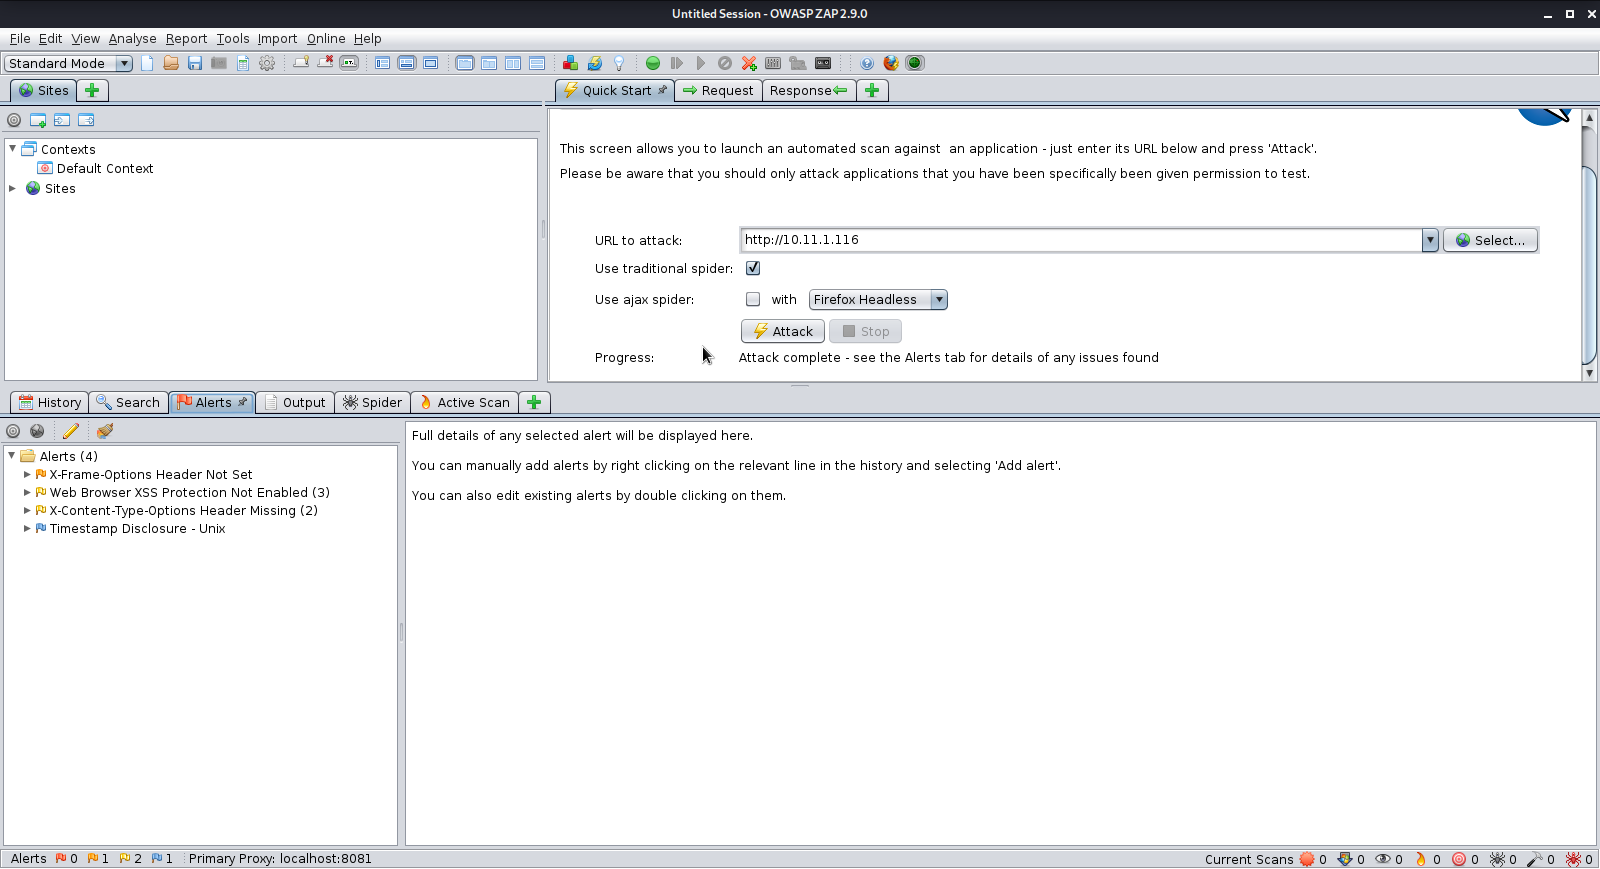 Untitled Session - OWASP ZAP 2.9.0
File Edit View Analyse Report Tools Import Online Help
Standard Mode
Sites
Quick Start Request Response
Contexts
Default Context
Sites
This screen allows you to launch an automated scan against  an application - just enter its URL below and press 'Attack'.
Please be aware that you should only attack applications that you have been specifically been given permission to test.
URL to attack: http://10.11.1.116 Select...
Use traditional spider:
Use ajax spider: with Firefox Headless
Attack Stop
Progress: Attack complete - see the Alerts tab for details of any issues found
History Search Alerts Output Spider Active Scan
Alerts (4)
X-Frame-Options Header Not Set
Web Browser XSS Protection Not Enabled (3)
X-Content-Type-Options Header Missing (2)
Timestamp Disclosure - Unix
Full details of any selected alert will be displayed here.
You can manually add alerts by right clicking on the relevant line in the history and selecting 'Add alert'.
You can also edit existing alerts by double clicking on them.
Alerts 0 1 2 1 Primary Proxy: localhost:8081 Current Scans 0 0 0 0 0 0 0 0